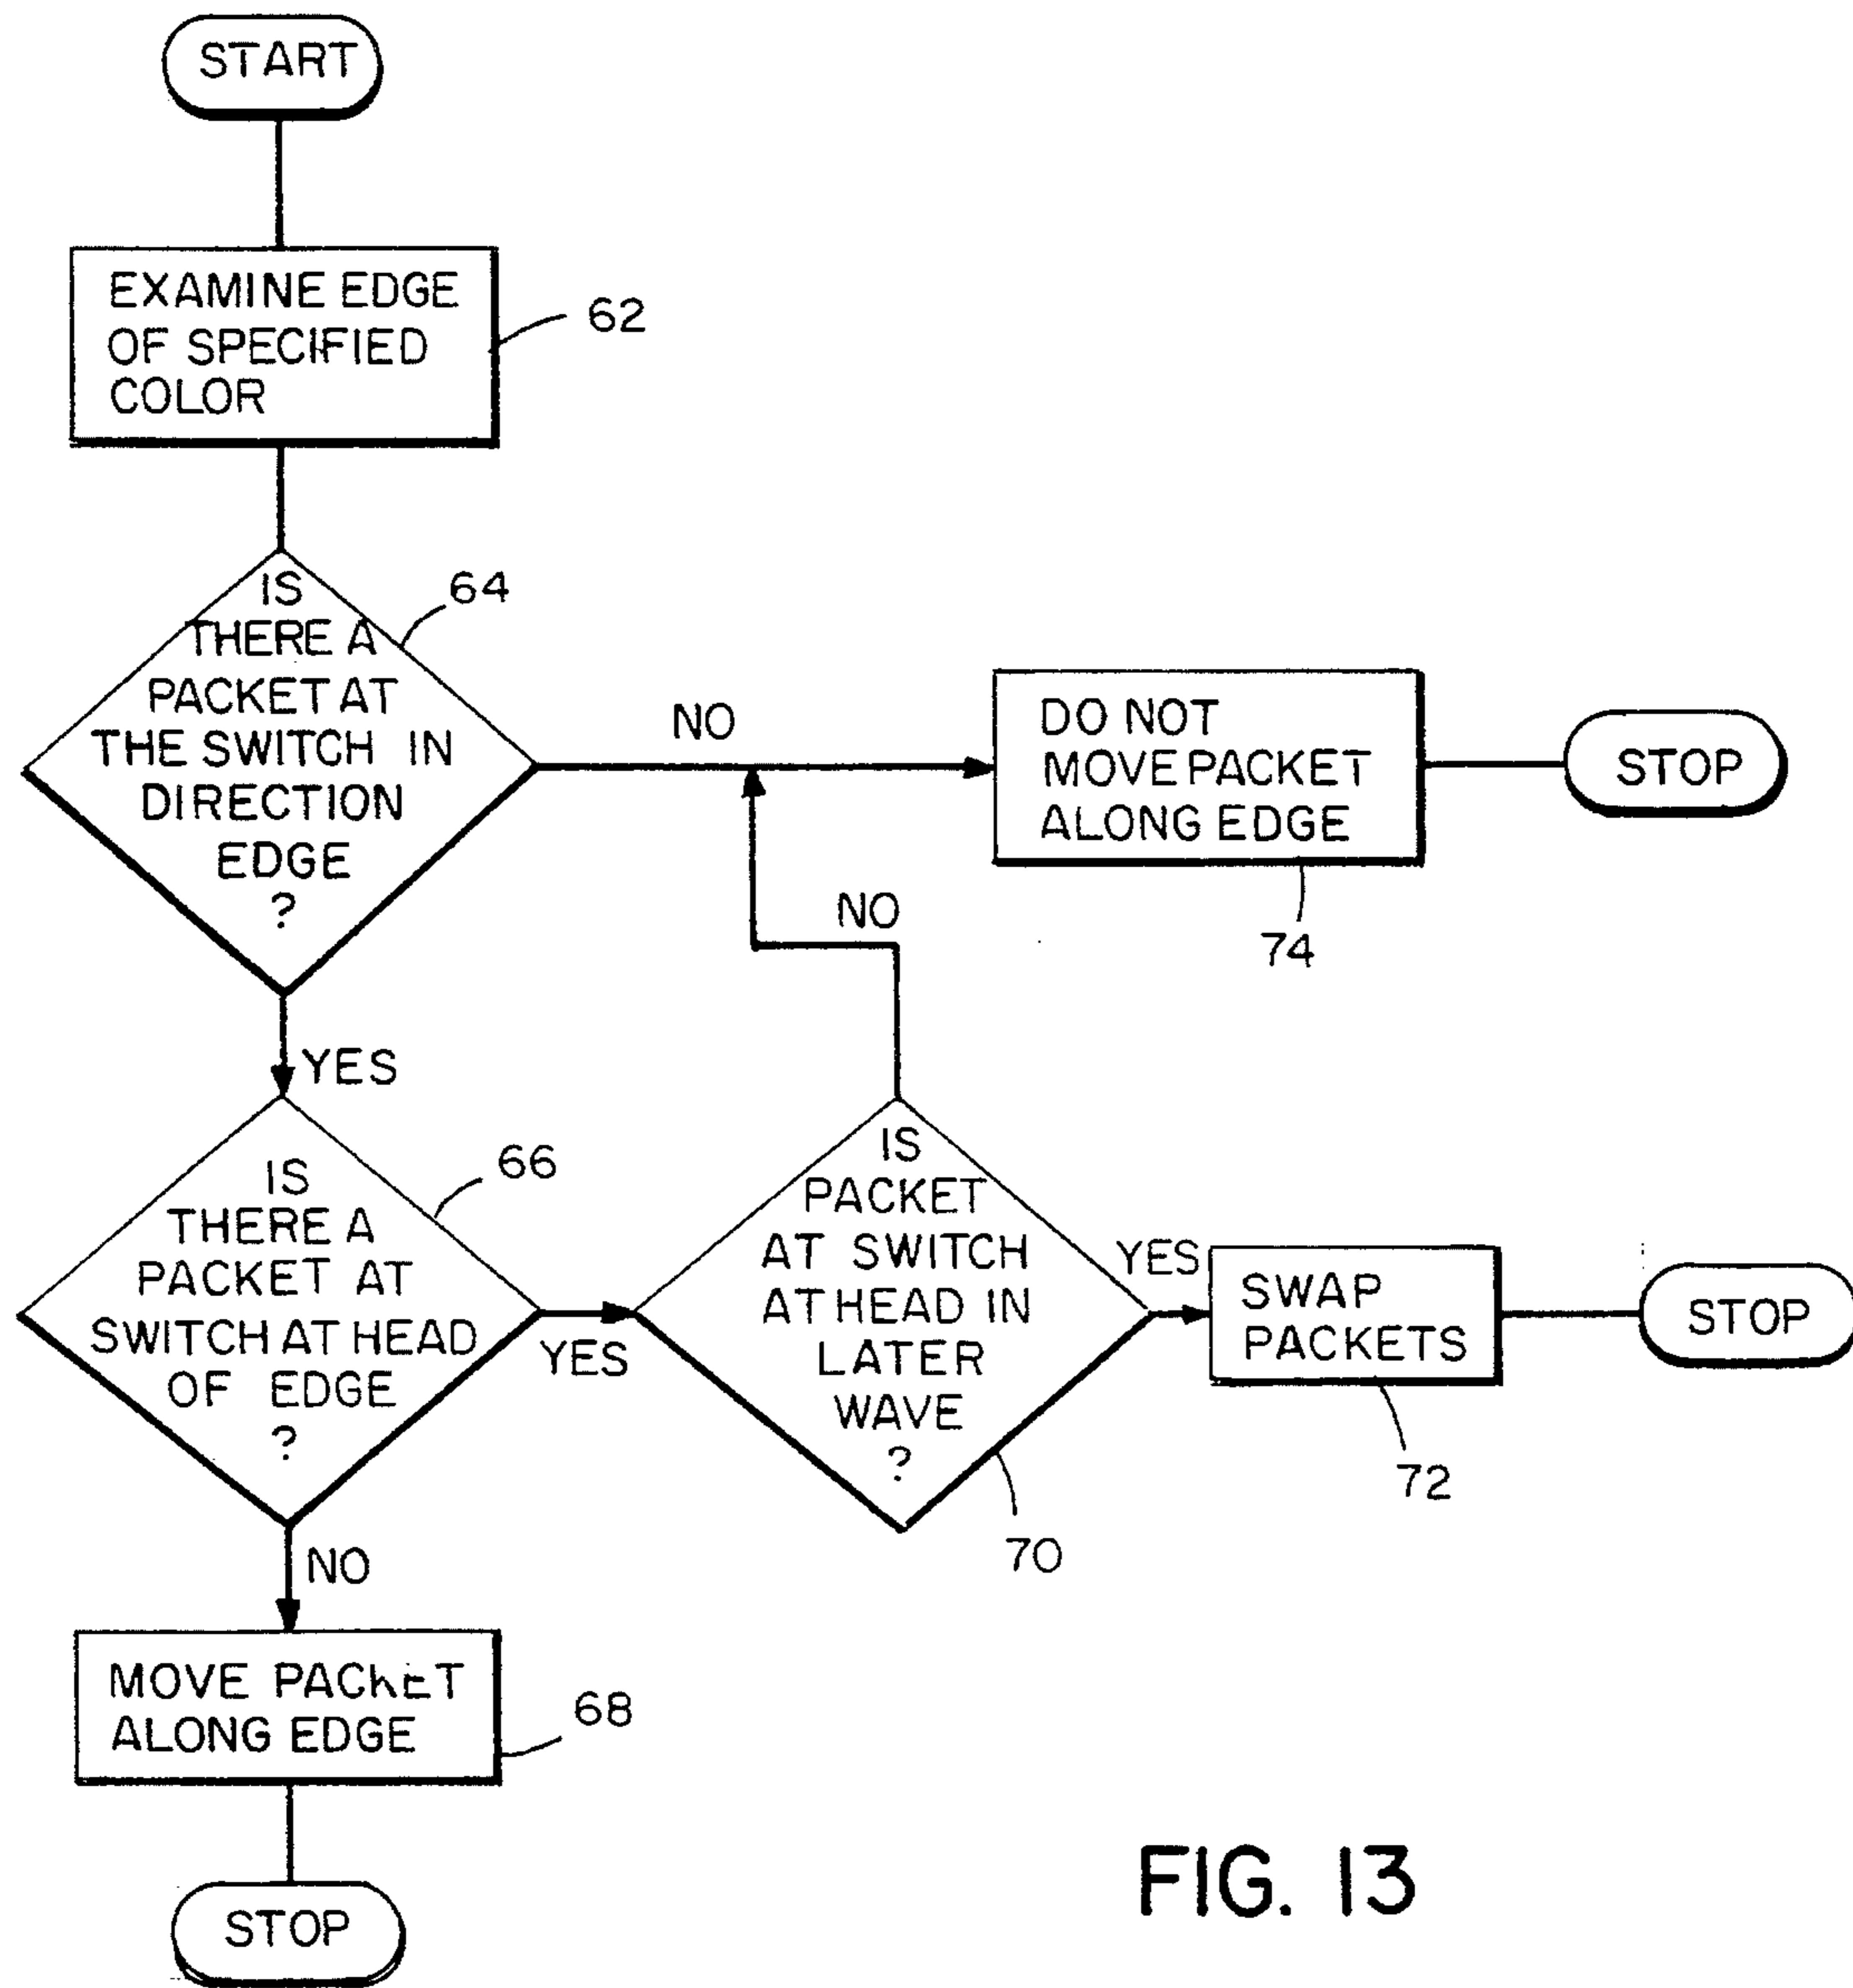 START
EXAMINE EDGE
OF SPECIFIED
COLOR
62
IS
THERE A
PACKET AT
THE SWITCH IN
DIRECTION
EDGE
?
64
NO
DO NOT
MOVE PACKET
ALONG EDGE
74
STOP
YES
NO
IS
THERE A
PACKET AT
SWITCH AT HEAD
OF EDGE
?
66
YES
IS
PACKET
AT SWITCH
AT HEAD IN
LATER
WAVE
?
70
YES
SWAP
PACKETS
72
STOP
NO
MOVE PACKET
ALONG EDGE
68
STOP
FIG. 13